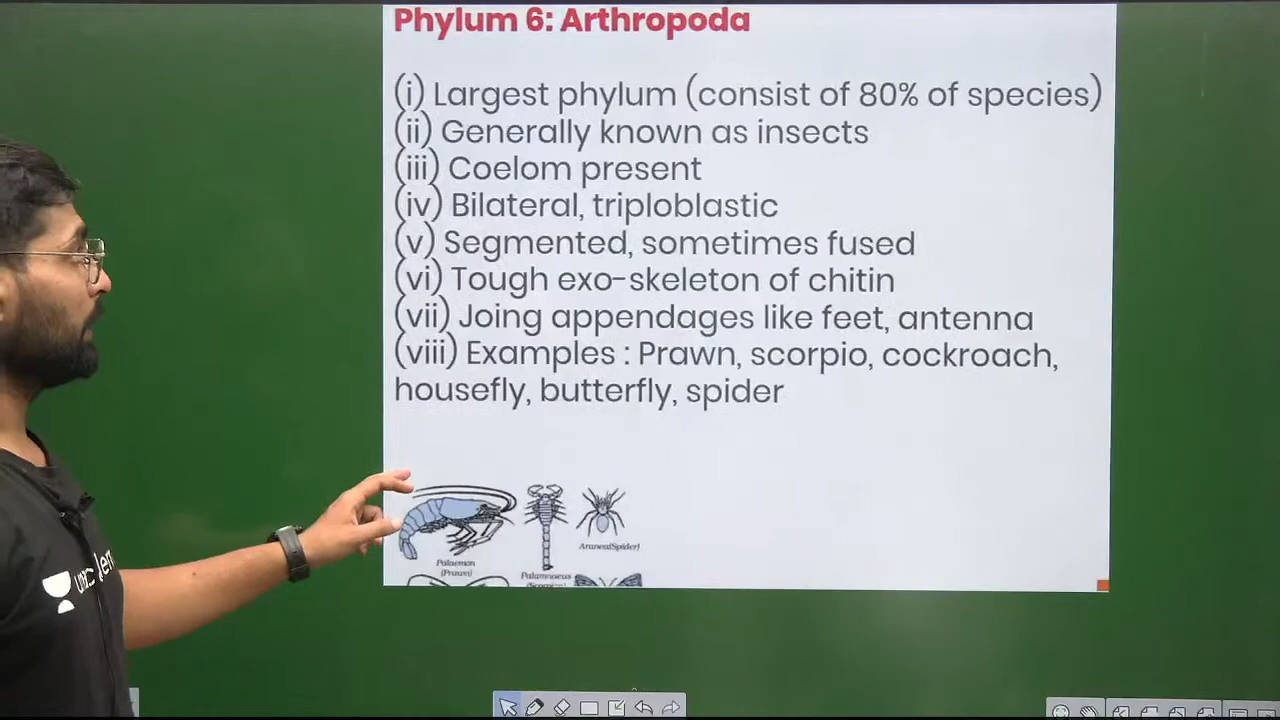 Phylum 6: Arthropoda
(i) Largest phylum (consist of 80% of species)
(ii) Generally known as insects
(iii) Coelom present
(iv) Bilateral, triploblastic
(v) Segmented, sometimes fused
(vi) Tough exo-skeleton of chitin
(vii) Joing appendages like feet, antenna
(viii) Examples : Prawn, scorpio, cockroach,
housefly, butterfly, spider
Aranea(Spider)
Palaemon
(Prawn)
Palamnaeus
(Scorpion)